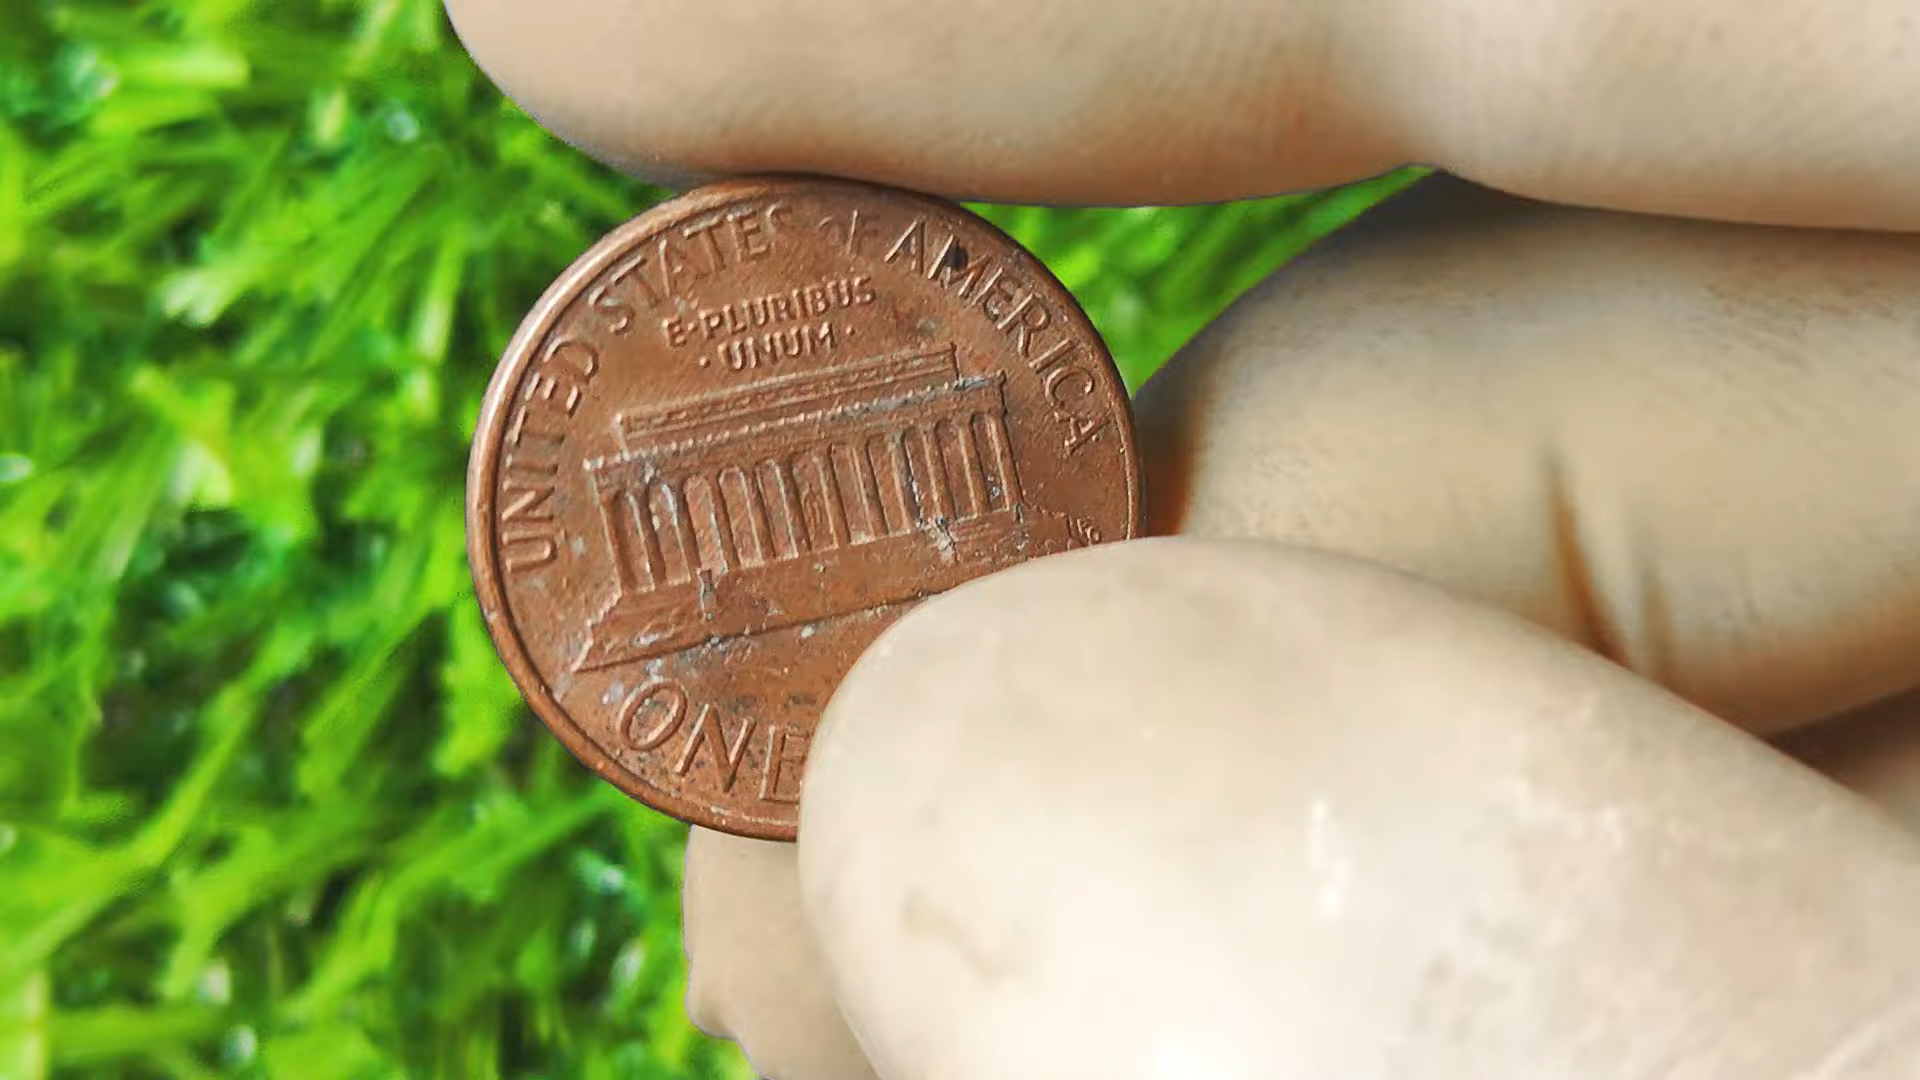 UNITED STATES OF AMERICA
E·PLURIBUS
·UNUM·
ONE